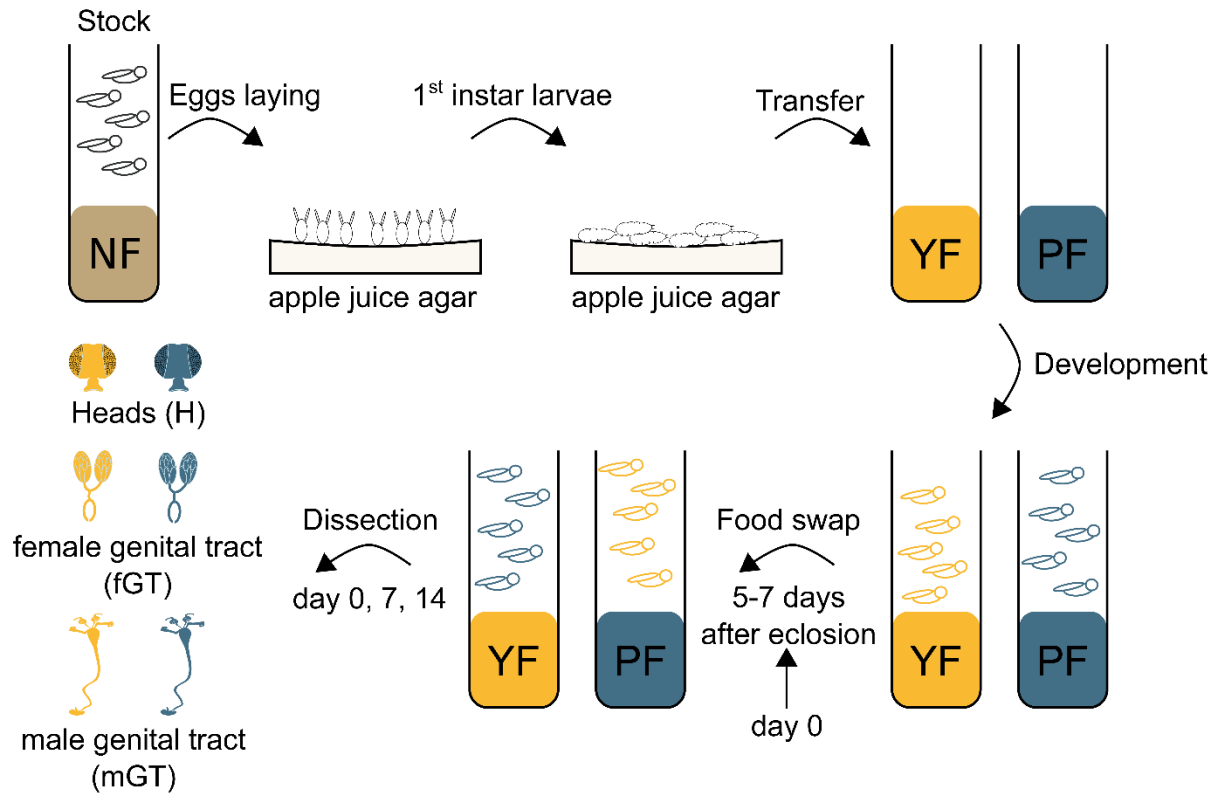 Stock
Eggs laying
1st instar larvae
Transfer
NF
YF
PF
apple juice agar
apple juice agar
Development
Heads (H)
female genital tract
(fGT)
male genital tract
(mGT)
Dissection
day 0, 7, 14
YF
PF
Food swap
5-7 days
after eclosion
day 0
YF
PF